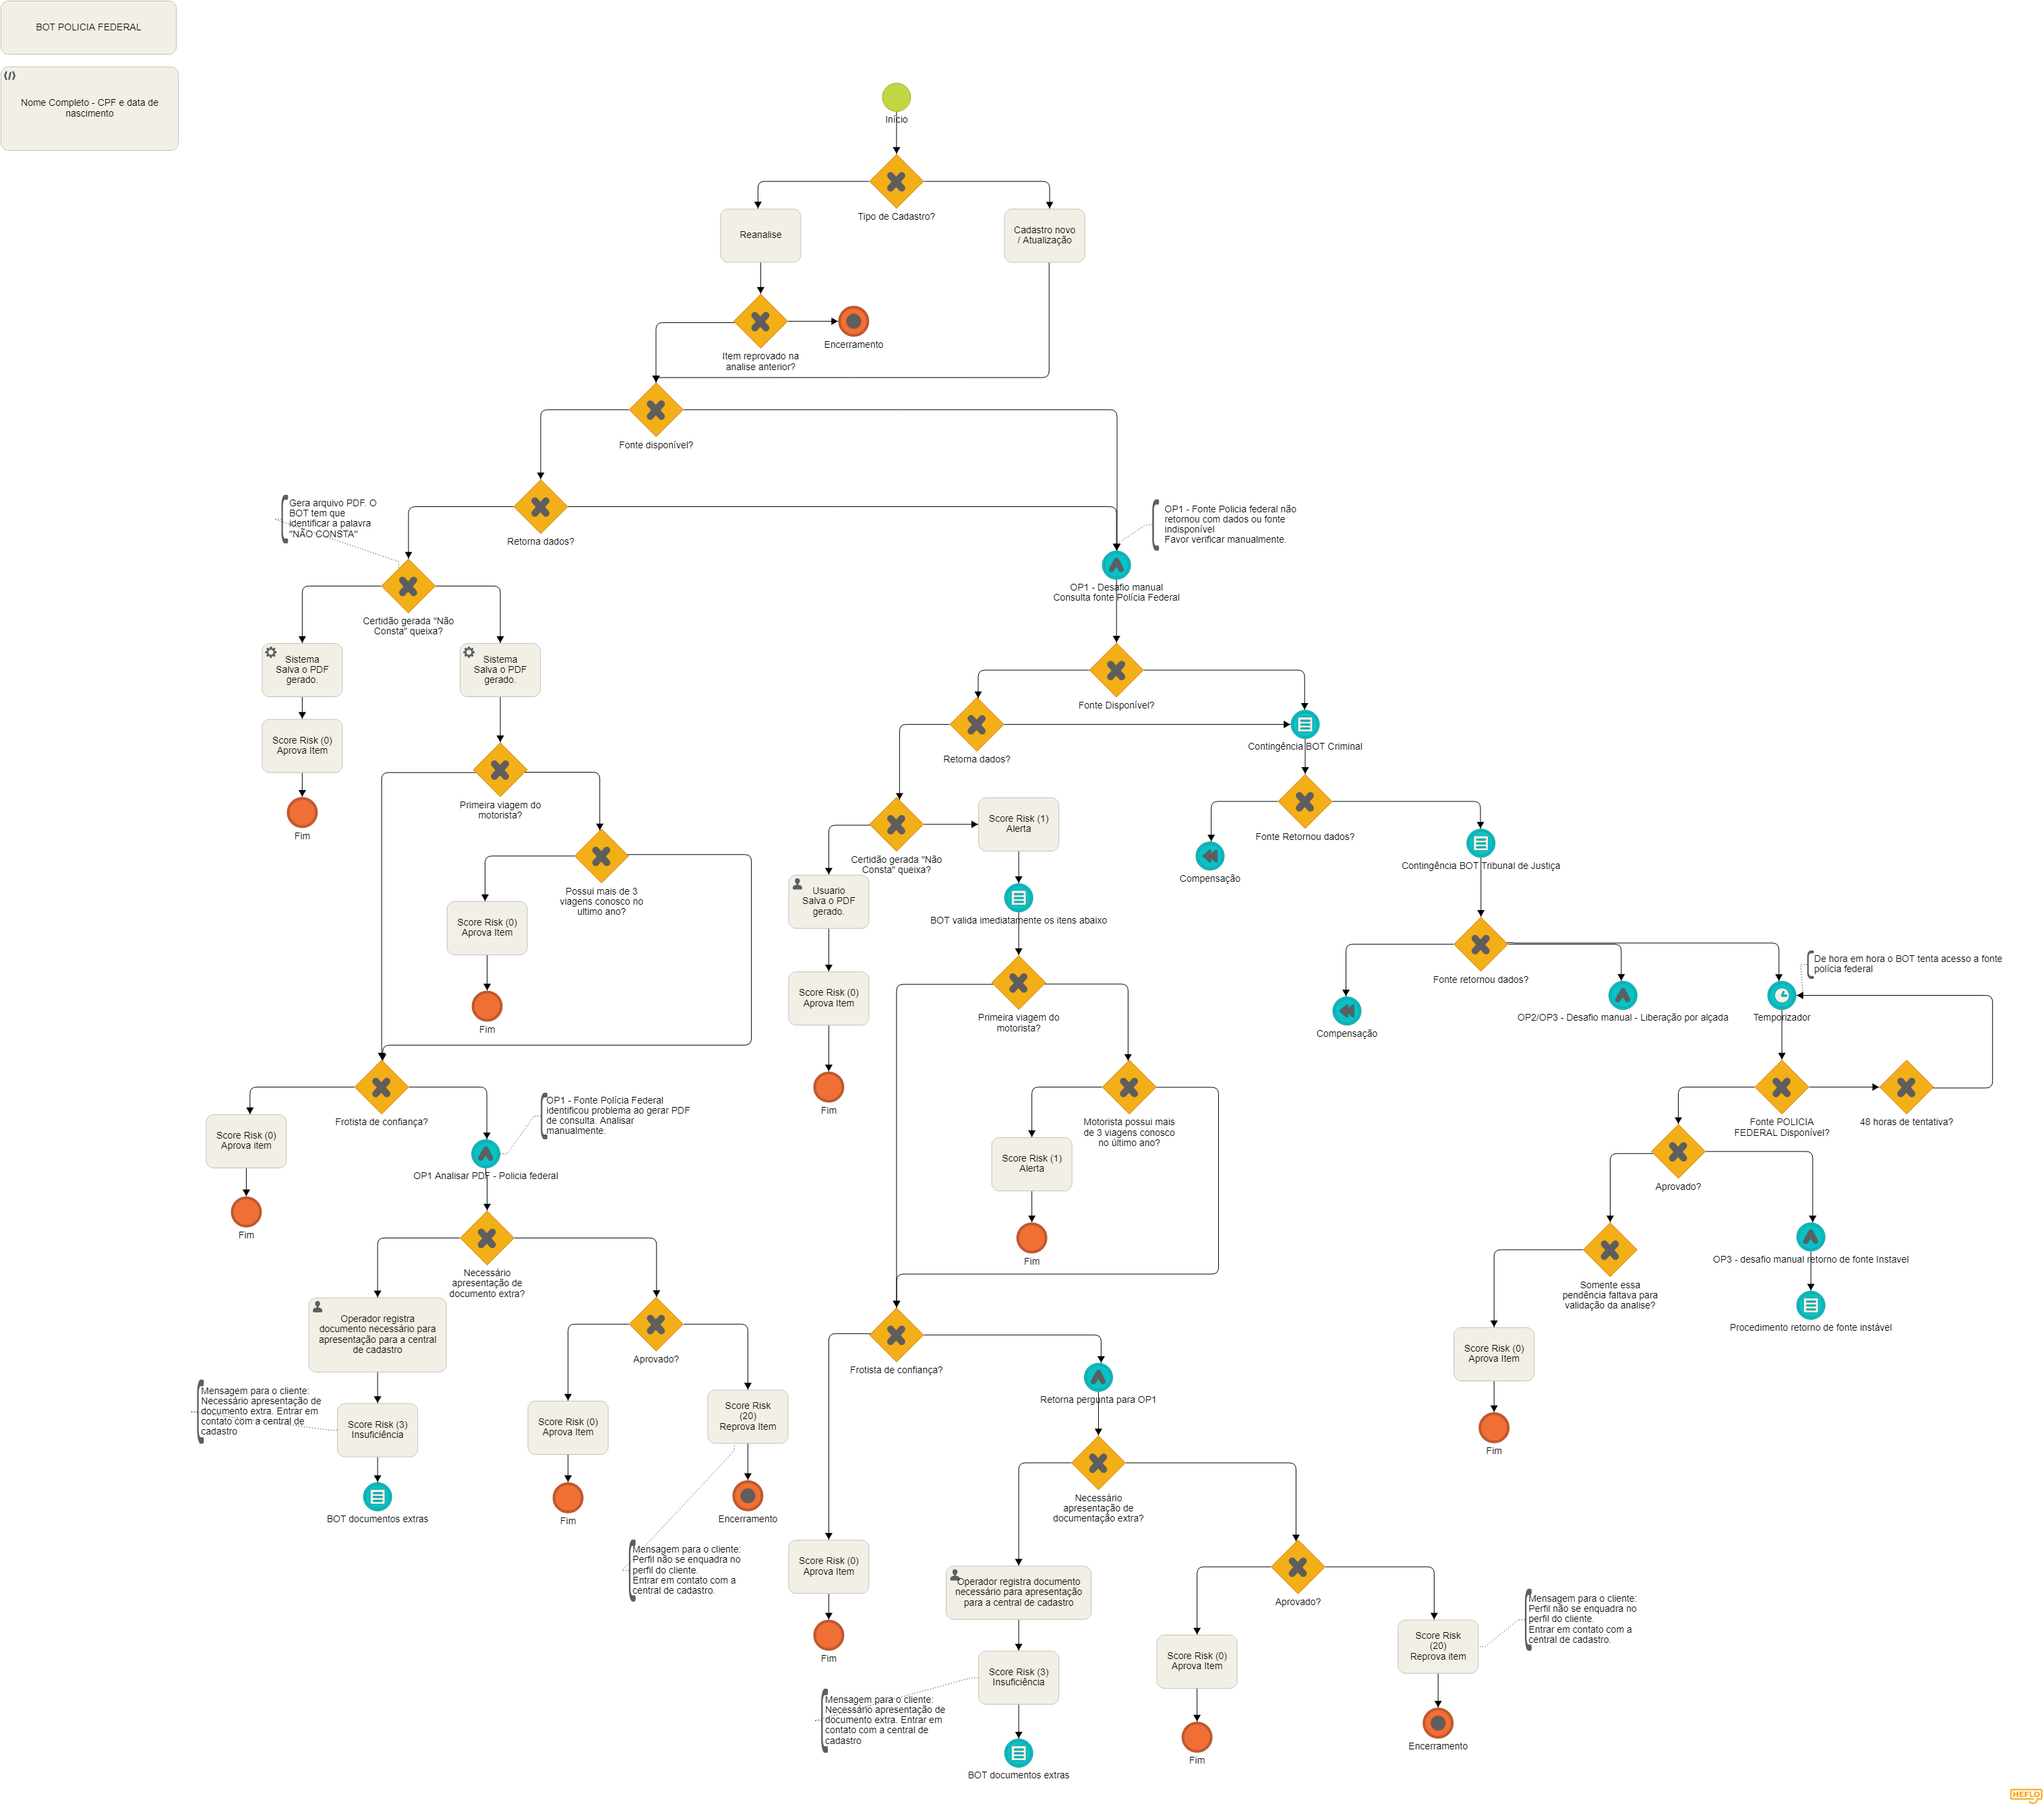 BOT POLICIA FEDERAL
Nome Completo - CPF e data de
nascimento
Início
Tipo de Cadastro?
Reanalise
Cadastro novo
/ Atualização
Item reprovado na
analise anterior?
Encerramento
Fonte disponível?
Retorna dados?
Gera arquivo PDF. O
BOT tem que
identificar a palavra
"NÃO CONSTA"
OP1 - Fonte Policia federal não
retornou com dados ou fonte
indisponível
Favor verificar manualmente.
OP1 - Desafio manual
Consulta fonte Polícia Federal
Certidão gerada "Não
Consta" queixa?
Sistema
Salva o PDF
gerado.
Sistema
Salva o PDF
gerado.
Score Risk (0)
Aprova Item
Fim
Primeira viagem do
motorista?
Possui mais de 3
viagens conosco no
ultimo ano?
Score Risk (0)
Aprova Item
Fim
Fonte Disponível?
Retorna dados?
Contingência BOT Criminal
Fonte Retornou dados?
Compensação
Contingência BOT Tribunal de Justiça
Certidão gerada "Não
Consta" queixa?
Score Risk (1)
Alerta
Usuario
Salva o PDF
gerado.
BOT valida imediatamente os itens abaixo
Score Risk (0)
Aprova Item
Fim
Primeira viagem do
motorista?
Fonte retornou dados?
Compensação
OP2/OP3 - Desafio manual - Liberação por alçada
De hora em hora o BOT tenta acesso a fonte
polícia federal
Temporizador
Fonte POLICIA
FEDERAL Disponível?
48 horas de tentativa?
Aprovado?
Somente essa
pendência faltava para
validação da analise?
OP3 - desafio manual retorno de fonte Instavel
Procedimento retorno de fonte instável
Score Risk (0)
Aprova Item
Fim
Frotista de confiança?
Score Risk (0)
Aprova item
Fim
OP1 - Fonte Polícia Federal
identificou problema ao gerar PDF
de consulta. Analisar
manualmente.
OP1 Analisar PDF - Policia federal
Necessário
apresentação de
documento extra?
Operador registra
documento necessário para
apresentação para a central
de cadastro
Mensagem para o cliente:
Necessário apresentação de
documento extra. Entrar em
contato com a central de
cadastro
Score Risk (3)
Insuficiência
BOT documentos extras
Aprovado?
Score Risk (0)
Aprova Item
Fim
Score Risk
(20)
Reprova Item
Encerramento
Mensagem para o cliente:
Perfil não se enquadra no
perfil do cliente.
Entrar em contato com a
central de cadastro.
Motorista possui mais
de 3 viagens conosco
no último ano?
Score Risk (1)
Alerta
Fim
Frotista de confiança?
Retorna pergunta para OP1
Necessário
apresentação de
documentação extra?
Score Risk (0)
Aprova Item
Fim
Operador registra documento
necessário para apresentação
para a central de cadastro
Score Risk (3)
Insuficiência
Mensagem para o cliente:
Necessário apresentação de
documento extra. Entrar em
contato com a central de
cadastro
BOT documentos extras
Aprovado?
Score Risk (0)
Aprova Item
Fim
Score Risk
(20)
Reprova item
Encerramento
Mensagem para o cliente:
Perfil não se enquadra no
perfil do cliente.
Entrar em contato com a
central de cadastro.
HEFLO